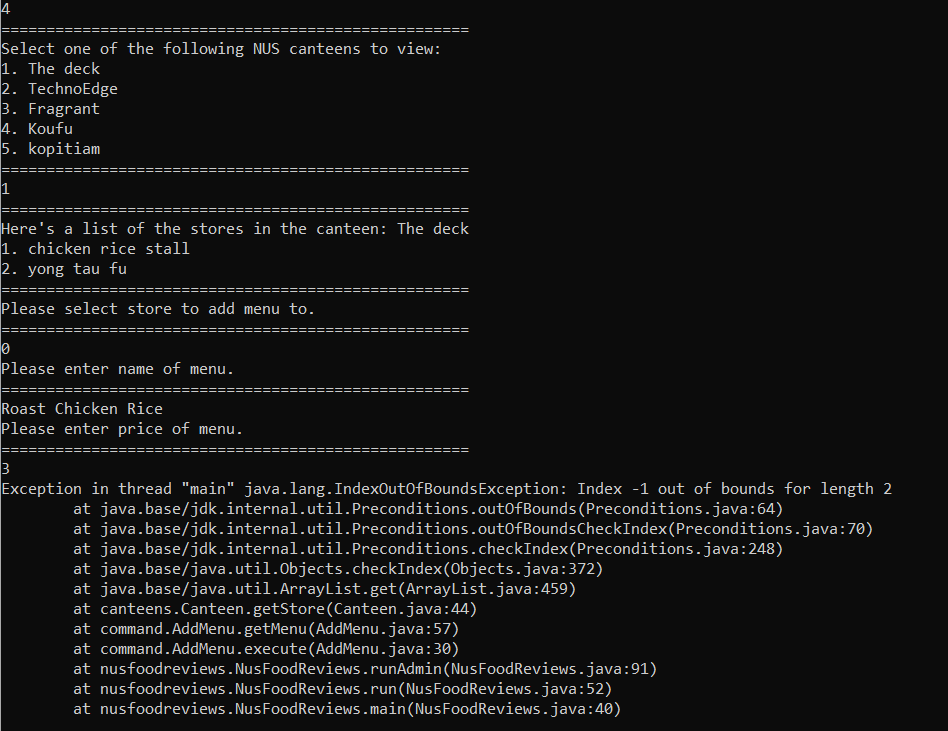 4
====================================================
Select one of the following NUS canteens to view:
1. The deck
2. TechnoEdge
3. Fragrant
4. Koufu
5. kopitiam
====================================================
1
====================================================
Here's a list of the stores in the canteen: The deck
1. chicken rice stall
2. yong tau fu
====================================================
Please select store to add menu to.
====================================================
0
Please enter name of menu.
====================================================
Roast Chicken Rice
Please enter price of menu.
====================================================
3
Exception in thread "main" java.lang.IndexOutOfBoundsException: Index -1 out of bounds for length 2
        at java.base/jdk.internal.util.Preconditions.outOfBounds(Preconditions.java:64)
        at java.base/jdk.internal.util.Preconditions.outOfBoundsCheckIndex(Preconditions.java:70)
        at java.base/jdk.internal.util.Preconditions.checkIndex(Preconditions.java:248)
        at java.base/java.util.Objects.checkIndex(Objects.java:372)
        at java.base/java.util.ArrayList.get(ArrayList.java:459)
        at canteens.Canteen.getStore(Canteen.java:44)
        at command.AddMenu.getMenu(AddMenu.java:57)
        at command.AddMenu.execute(AddMenu.java:30)
        at nusfoodreviews.NusFoodReviews.runAdmin(NusFoodReviews.java:91)
        at nusfoodreviews.NusFoodReviews.run(NusFoodReviews.java:52)
        at nusfoodreviews.NusFoodReviews.main(NusFoodReviews.java:40)